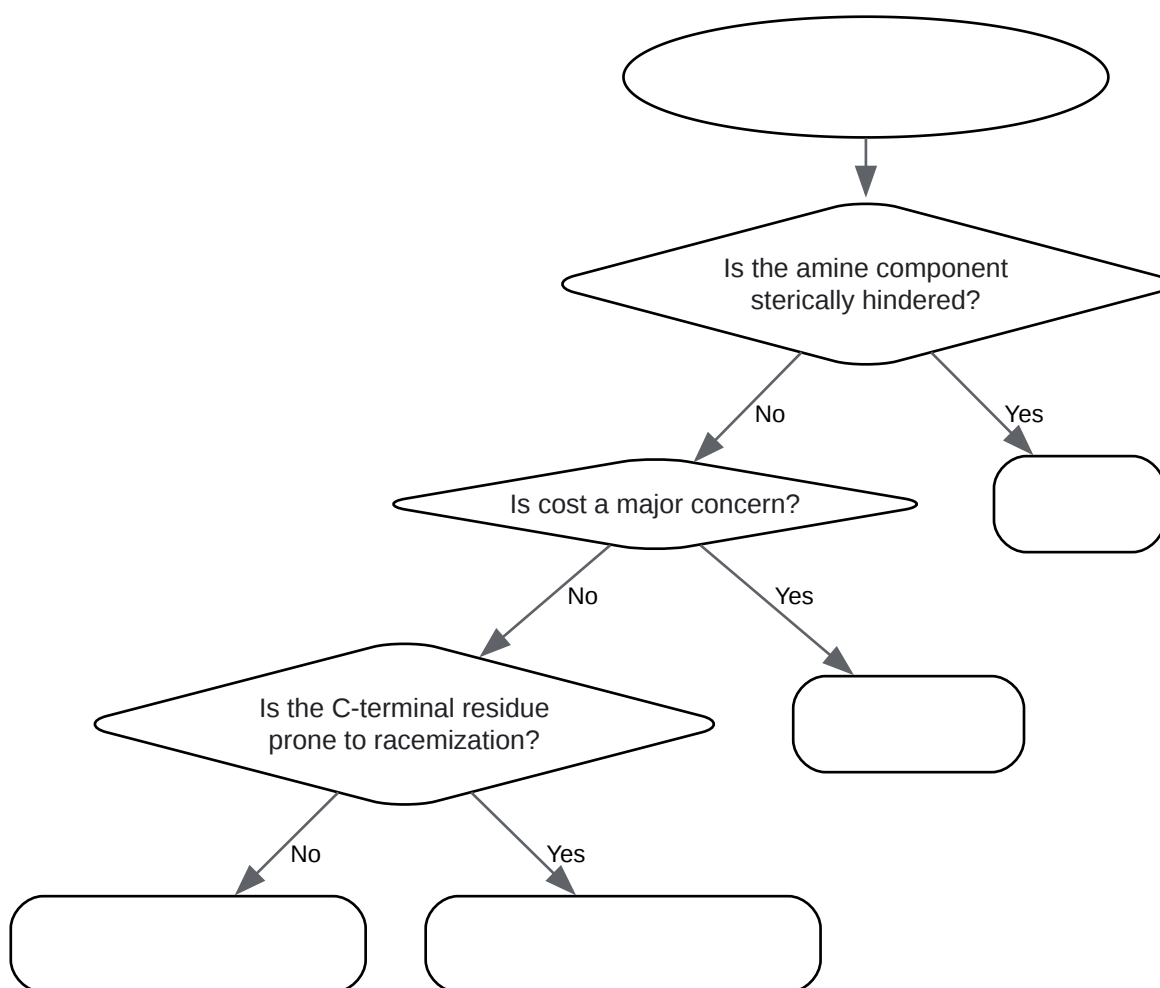 Is the amine component
sterically hindered?
No
Yes
Is cost a major concern?
No
Yes
Is the C-terminal residue
prone to racemization?
No
Yes